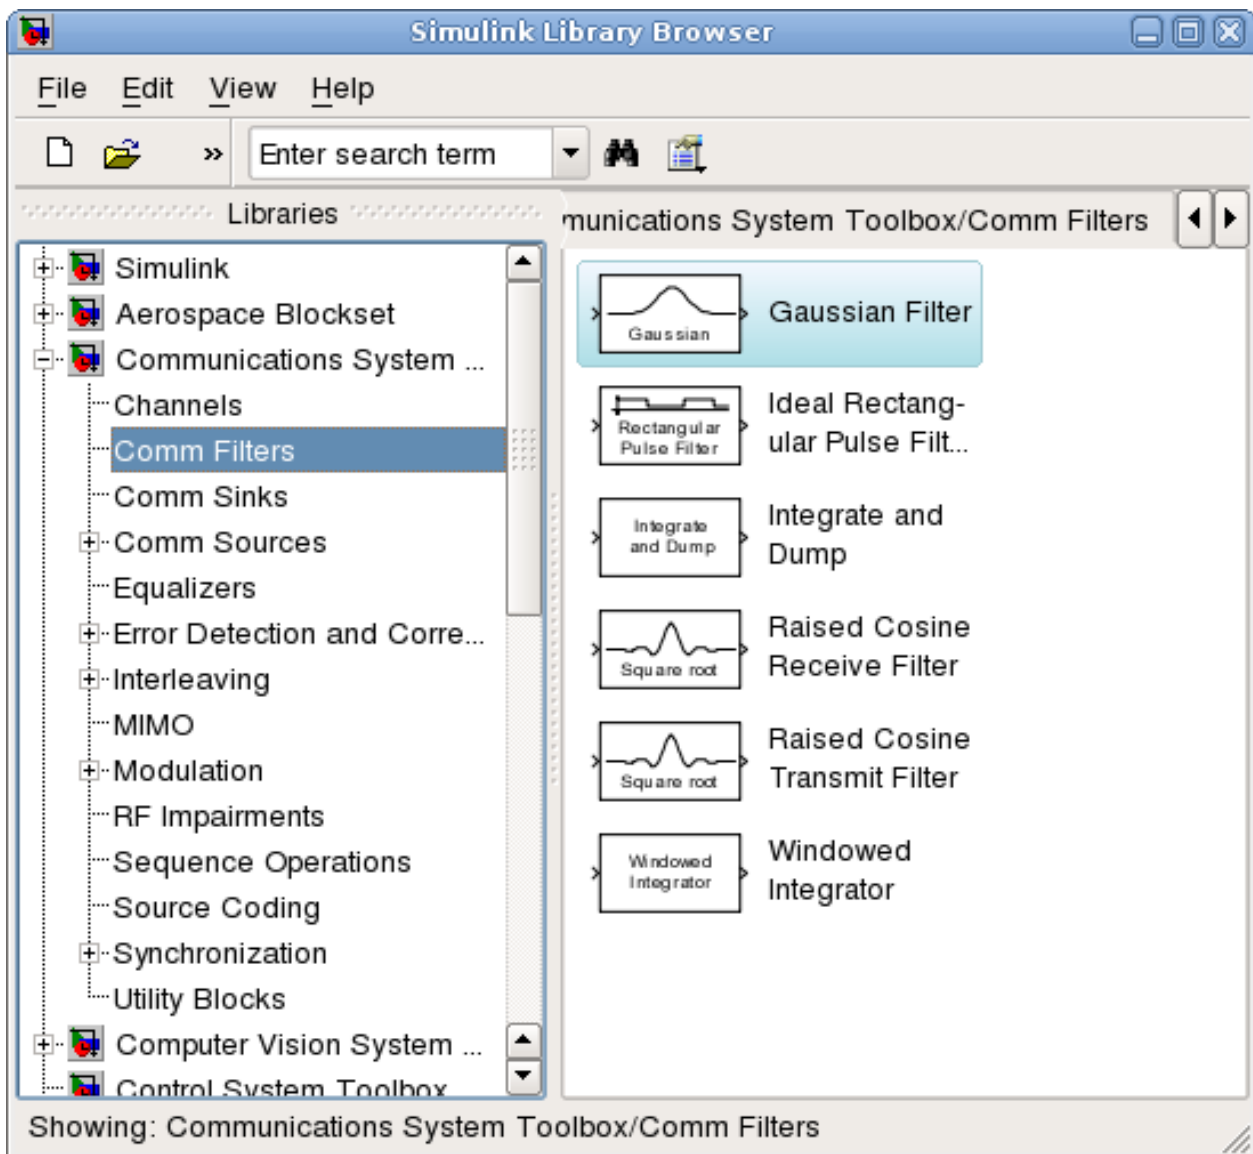 Simulink Library Browser
File Edit View Help
» Enter search term
Libraries
munications System Toolbox/Comm Filters
Simulink
Aerospace Blockset
Communications System ...
Channels
Comm Filters
Comm Sinks
Comm Sources
Equalizers
Error Detection and Corre...
Interleaving
MIMO
Modulation
RF Impairments
Sequence Operations
Source Coding
Synchronization
Utility Blocks
Computer Vision System ...
Control System Toolbox
Gaussian
Gaussian Filter
Rectangular
Pulse Filter
Ideal Rectang-
ular Pulse Filt...
Integrate
and Dump
Integrate and
Dump
Square root
Raised Cosine
Receive Filter
Square root
Raised Cosine
Transmit Filter
Windowed
Integrator
Windowed
Integrator
Showing: Communications System Toolbox/Comm Filters